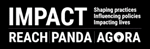 IMPACT
Shaping practices
Influencing policies
Impacting lives
REACH PANDA AGORA